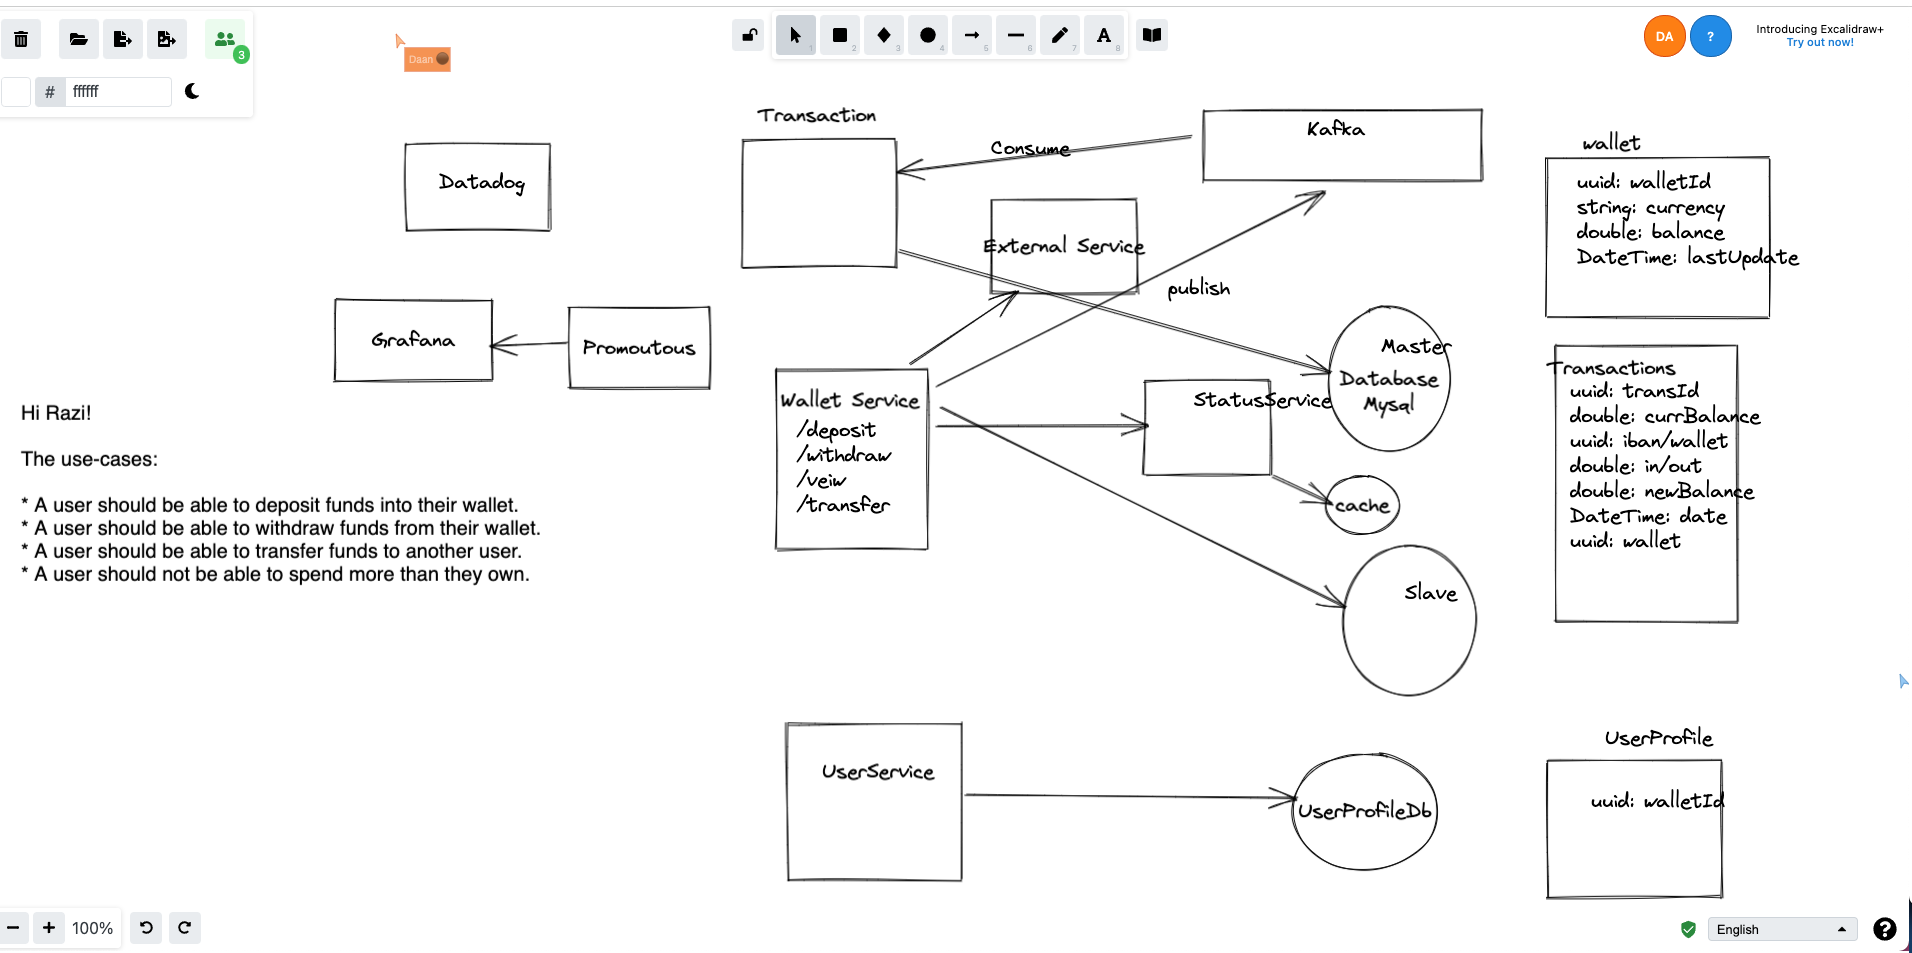 3
# ffffff
Daan
1
2
3
4
5
6
7
A
8
DA
?
Introducing Excalidraw+
Try out now!
Transaction
Consume
Kafka
Datadog
External Service
publish
Grafana
Promoutous
wallet
uuid: walletId
string: currency
double: balance
DateTime: lastUpdate
Master
Database
Mysql
Wallet Service
/deposit
/withdraw
/veiw
/transfer
StatusService
cache
Slave
Transactions
uuid: transId
double: currBalance
uuid: iban/wallet
double: in/out
double: newBalance
DateTime: date
uuid: wallet
Hi Razi!
The use-cases:
* A user should be able to deposit funds into their wallet.
* A user should be able to withdraw funds from their wallet.
* A user should be able to transfer funds to another user.
* A user should not be able to spend more than they own.
UserService
UserProfileDb
UserProfile
uuid: walletId
100%
English
?